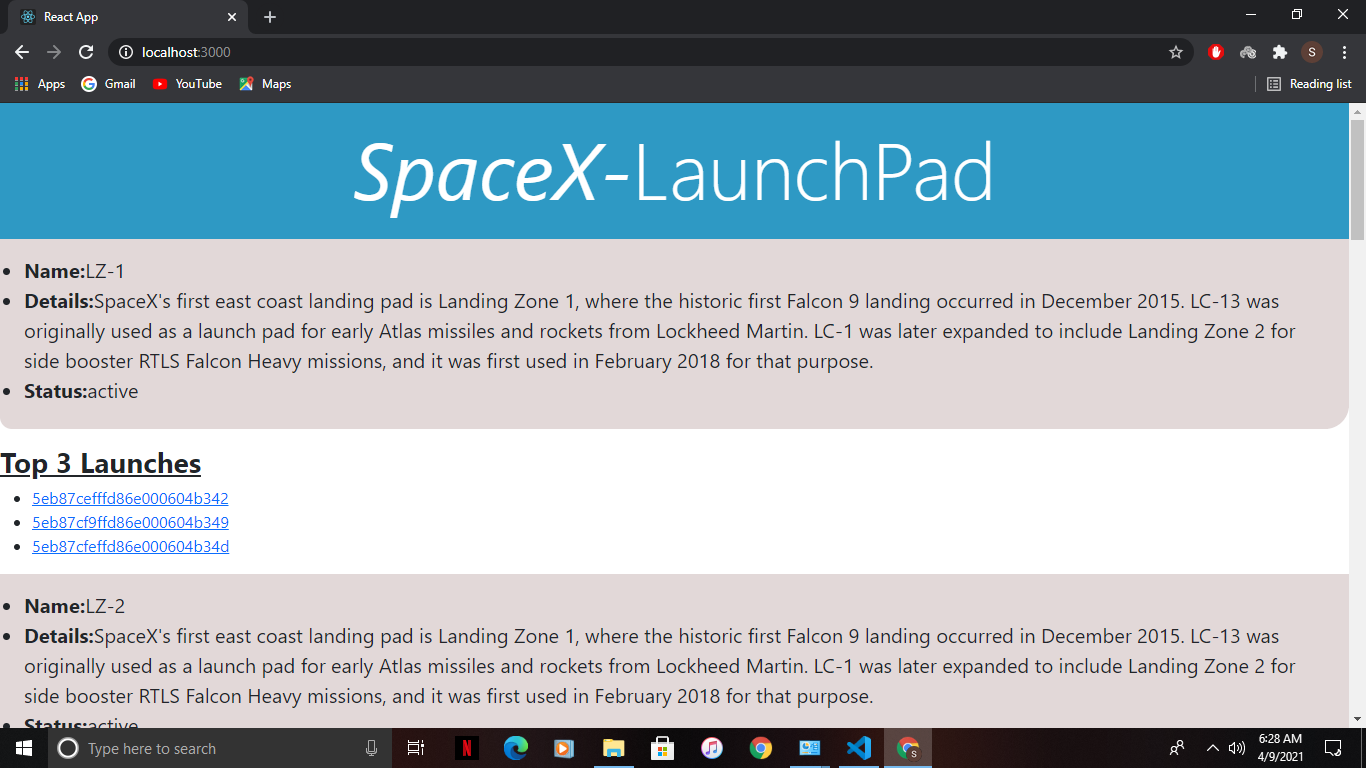 React App
localhost:3000
S
Apps Gmail YouTube Maps Reading list
SpaceX-LaunchPad
Name:LZ-1
Details:SpaceX's first east coast landing pad is Landing Zone 1, where the historic first Falcon 9 landing occurred in December 2015. LC-13 was
originally used as a launch pad for early Atlas missiles and rockets from Lockheed Martin. LC-1 was later expanded to include Landing Zone 2 for
side booster RTLS Falcon Heavy missions, and it was first used in February 2018 for that purpose.
Status:active
Top 3 Launches
5eb87cefffd86e000604b342
5eb87cf9ffd86e000604b349
5eb87cfeffd86e000604b34d
Name:LZ-2
Details:SpaceX's first east coast landing pad is Landing Zone 1, where the historic first Falcon 9 landing occurred in December 2015. LC-13 was
originally used as a launch pad for early Atlas missiles and rockets from Lockheed Martin. LC-1 was later expanded to include Landing Zone 2 for
side booster RTLS Falcon Heavy missions, and it was first used in February 2018 for that purpose.
Status:active
Type here to search
N
S
6:28 AM
4/9/2021